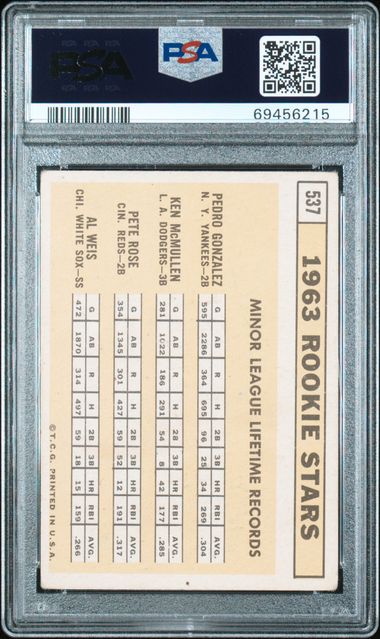 PSA
PSA
69456215
537
1963 ROOKIE STARS
MINOR LEAGUE LIFETIME RECORDS
PEDRO GONZALEZ
N. Y. YANKEES—2B
G AB R H 2B 3B HR RBI AVG.
595 2286 364 695 96 25 34 269 .304
KEN McMULLEN
L. A. DODGERS—3B
G AB R H 2B 3B HR RBI AVG.
281 1022 186 291 54 8 42 177 .285
PETE ROSE
CIN. REDS—2B
G AB R H 2B 3B HR RBI AVG.
354 1345 301 427 59 52 12 191 .317
AL WEIS
CHI. WHITE SOX—SS
G AB R H 2B 3B HR RBI AVG.
472 1870 314 497 59 18 15 159 .266
© T.C.G. PRINTED IN U.S.A.